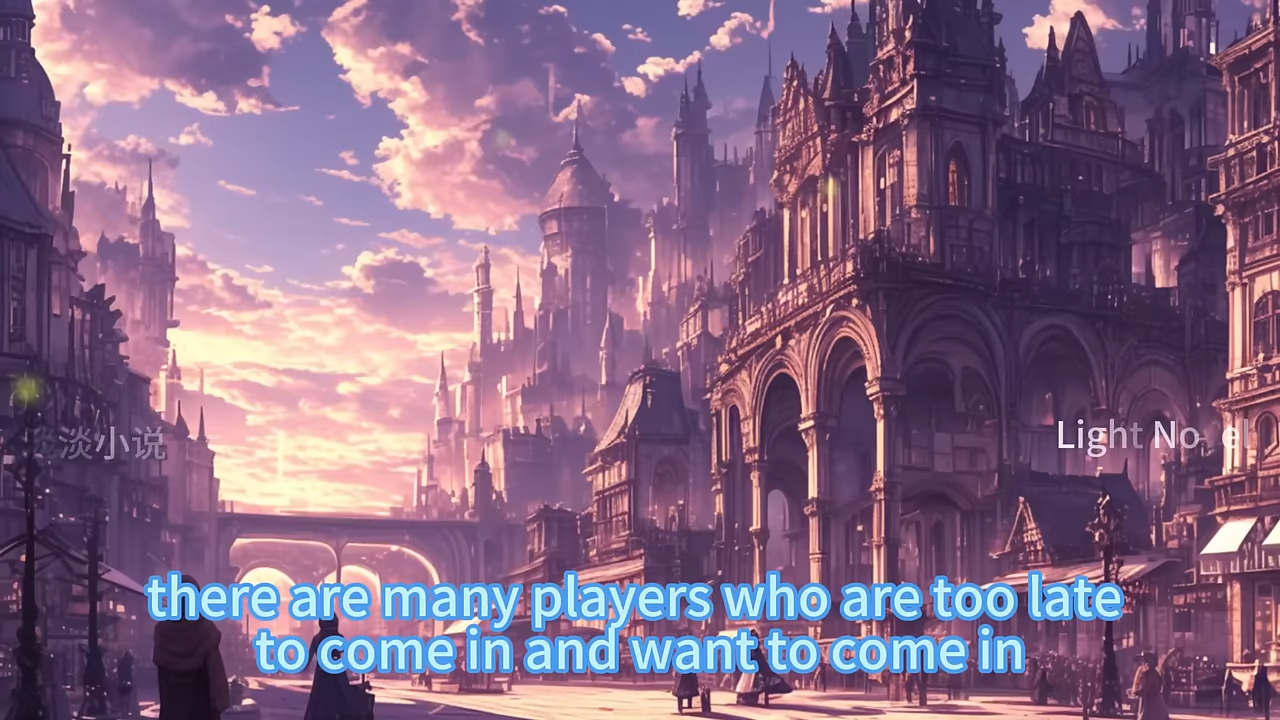 淡小说
Light No el
there are many players who are too late
to come in and want to come in